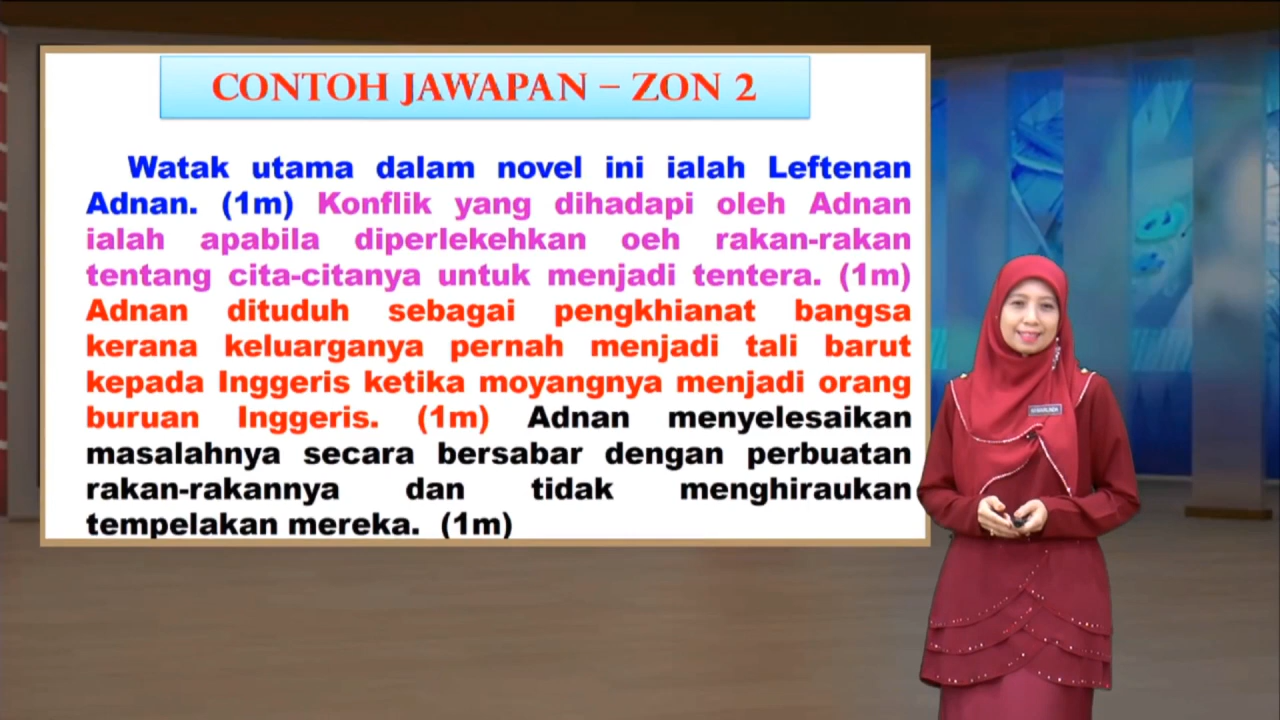 CONTOH JAWAPAN – ZON 2
Watak utama dalam novel ini ialah Leftenan
Adnan. (1m) Konflik yang dihadapi oleh Adnan
ialah apabila diperlekehkan oeh rakan-rakan
tentang cita-citanya untuk menjadi tentera. (1m)
Adnan dituduh sebagai pengkhianat bangsa
kerana keluarganya pernah menjadi tali barut
kepada Inggeris ketika moyangnya menjadi orang
buruan Inggeris. (1m) Adnan menyelesaikan
masalahnya secara bersabar dengan perbuatan
rakan-rakannya dan tidak menghiraukan
tempelakan mereka. (1m)